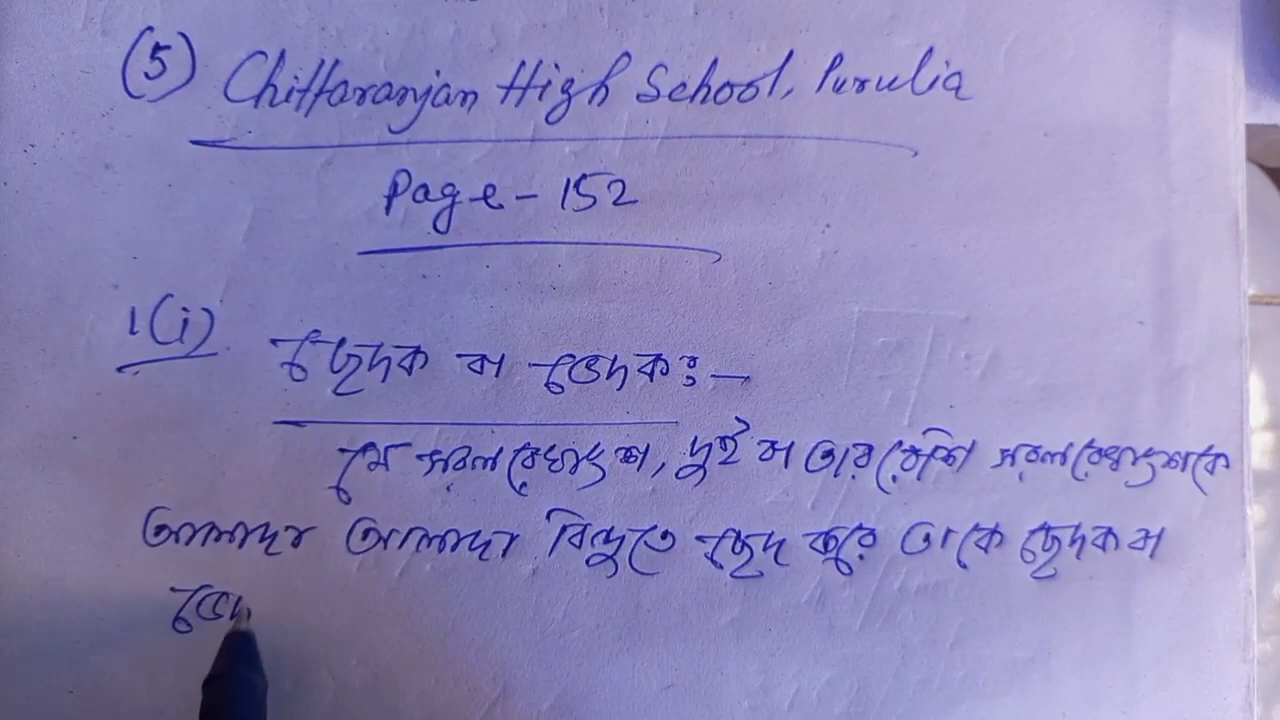 (5) Chittaranjan High School, Purulia
Page - 152
1(i) ছেদক বা ভেদক :-
যে সরলরেখাংশ, দুই বা তার বেশি সরলরেখাংশকে
আলাদা আলাদা বিন্দুতে ছেদ করে তাকে ছেদক বা
ভে